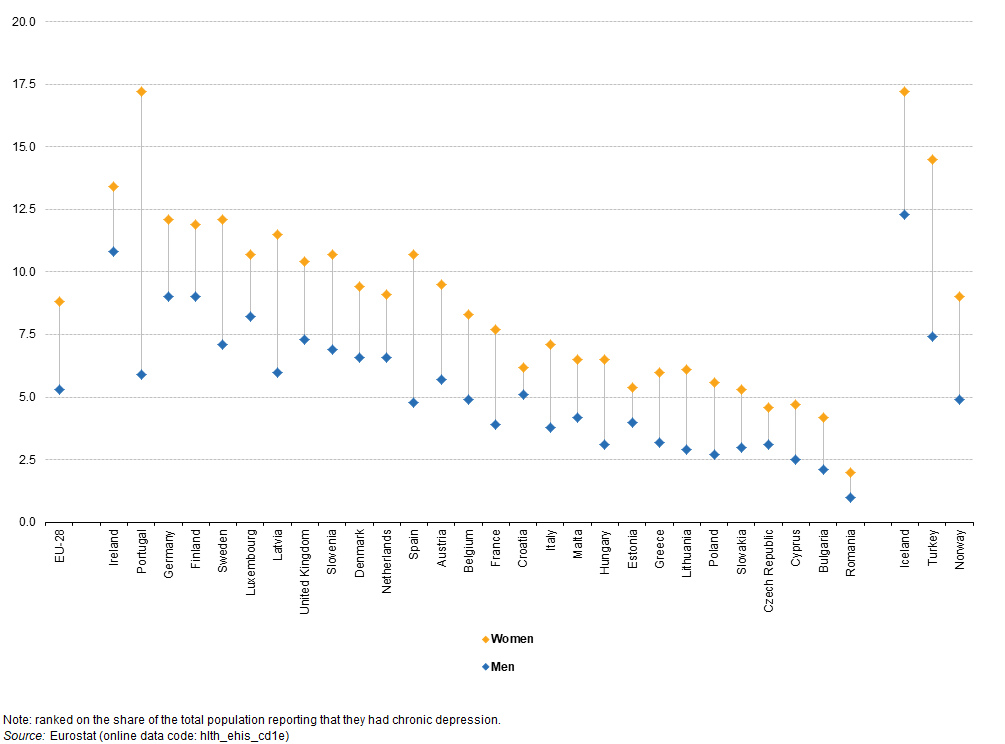 20.0
17.5
15.0
12.5
10.0
7.5
5.0
2.5
0.0
EU-28
Ireland
Portugal
Germany
Finland
Sweden
Luxembourg
Latvia
United Kingdom
Slovenia
Denmark
Netherlands
Spain
Austria
Belgium
France
Croatia
Italy
Malta
Hungary
Estonia
Greece
Lithuania
Poland
Slovakia
Czech Republic
Cyprus
Bulgaria
Romania
Iceland
Turkey
Norway
Women
Men
Note: ranked on the share of the total population reporting that they had chronic depression.
Source: Eurostat (online data code: hlth_ehis_cd1e)